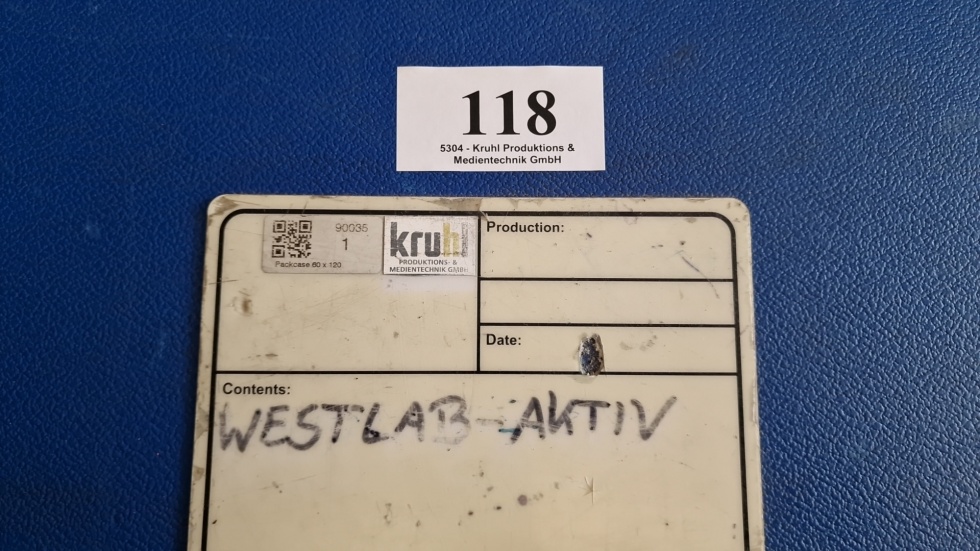 118
5304 - Kruhl Produktions &
Medientechnik GmbH
90035
1
Packcase 60 x 120
kruhl
PRODUKTIONS- &
MEDIENTECHNIK GMBH
Production:
Date:
Contents:
WESTLAB-AKTIV